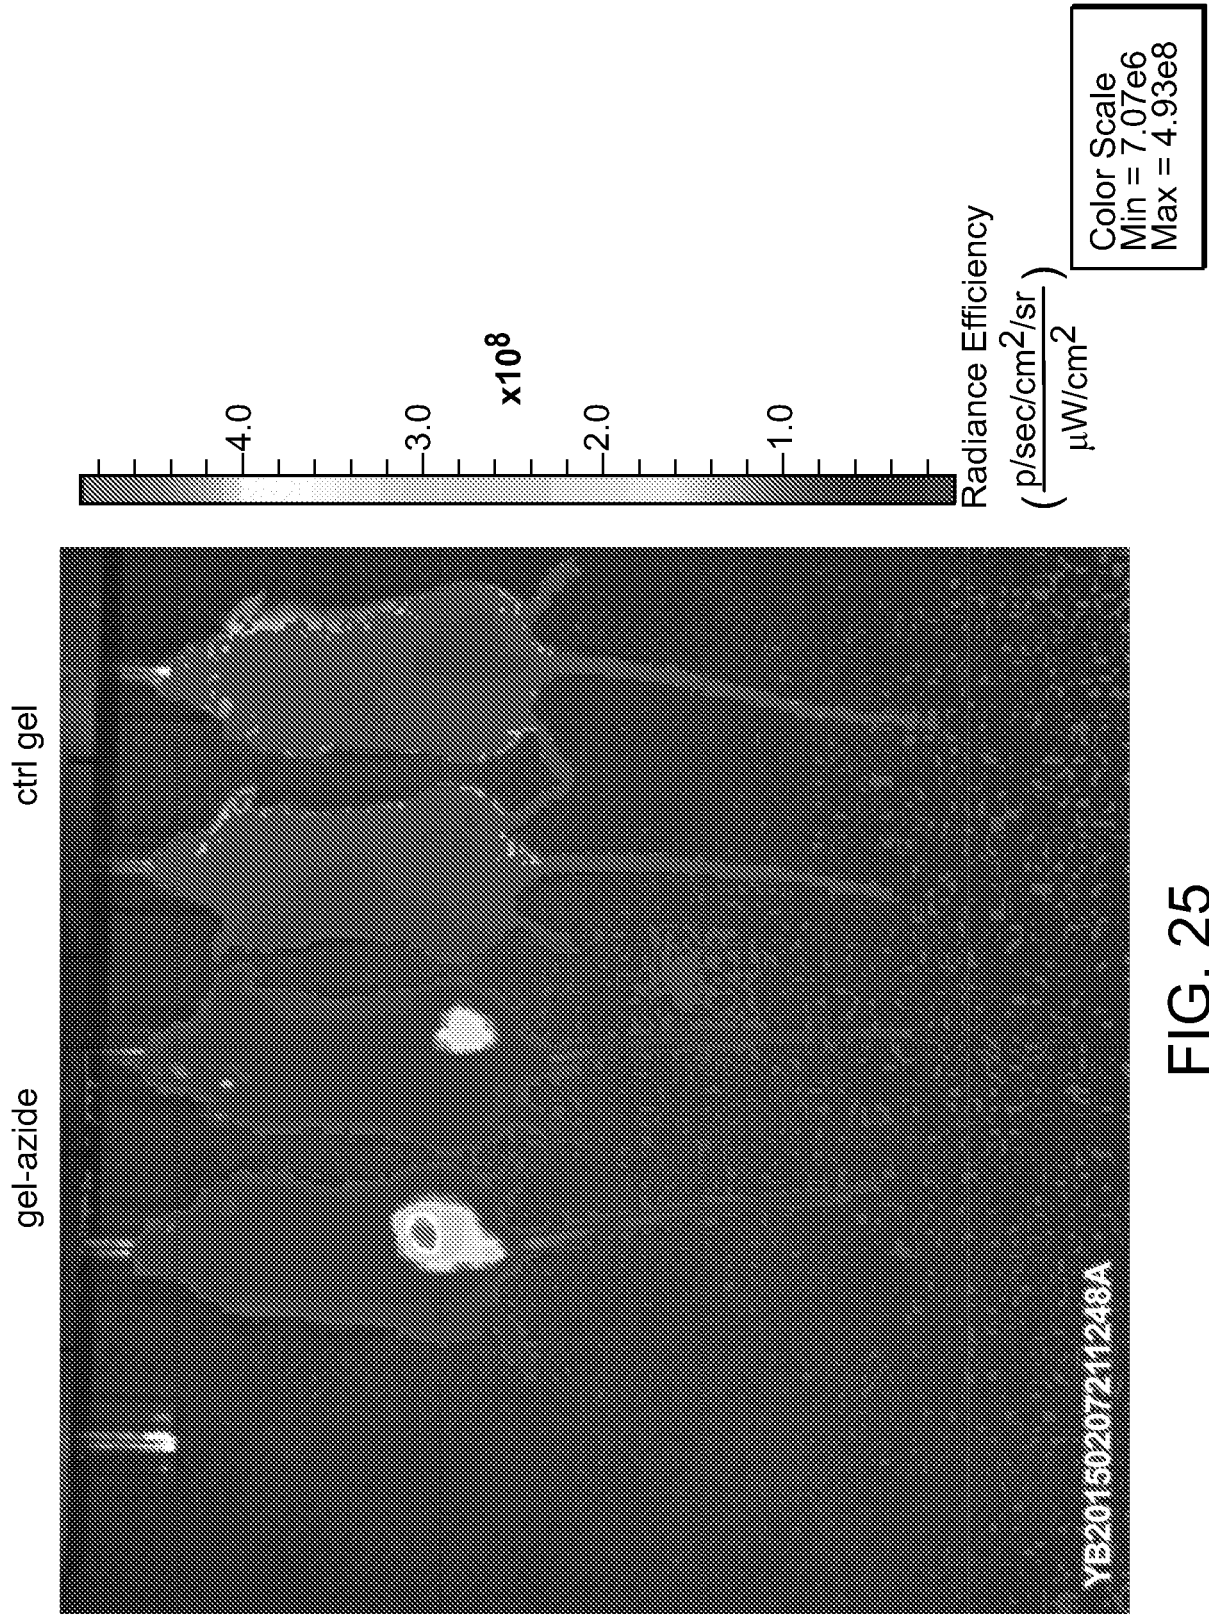 gel-azide
ctrl gel
4.0
3.0
x10⁸
2.0
1.0
Radiance Efficiency
(p/sec/cm²/sr
μW/cm²)
Color Scale
Min = 7.07e6
Max = 4.93e8
YB20150207211248A
FIG. 25